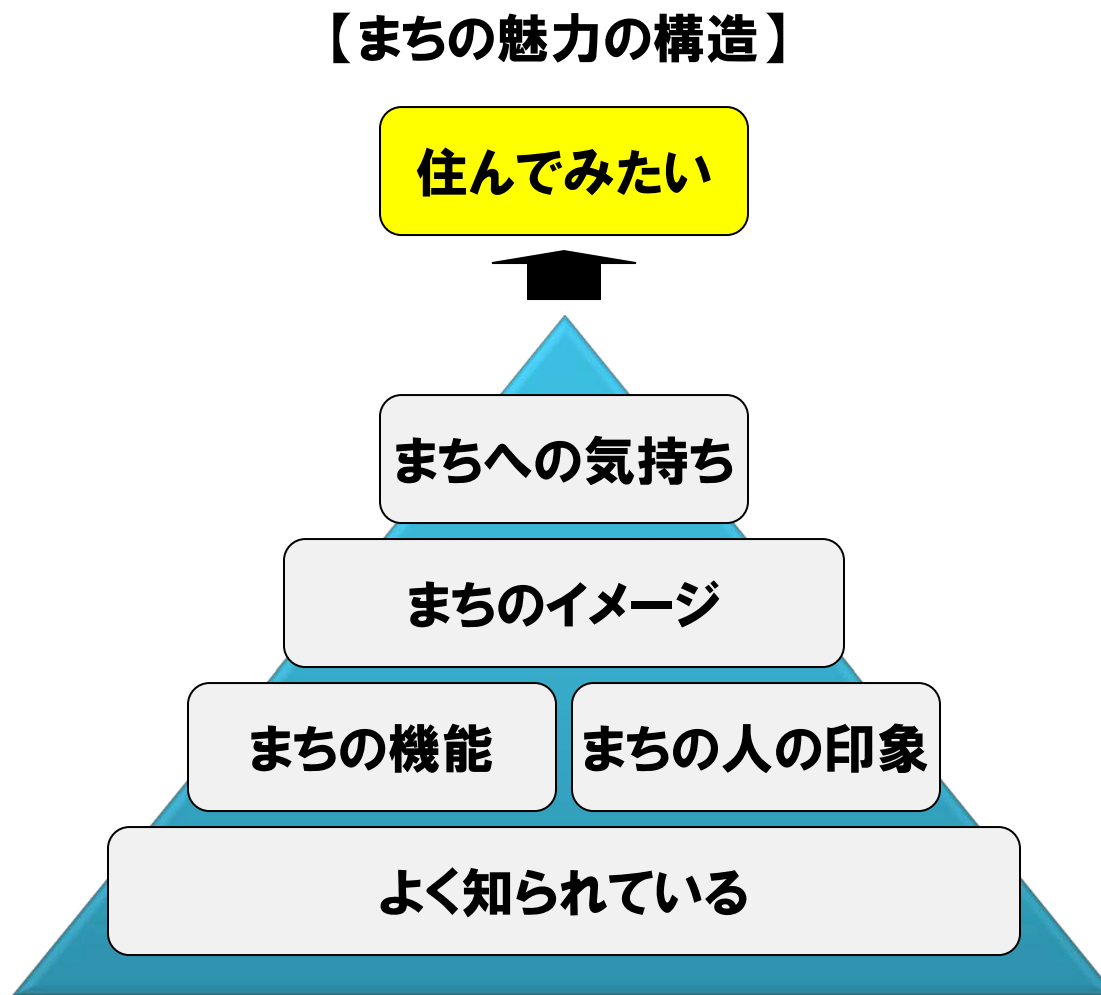 【まちの魅力の構造】
住んでみたい
まちへの気持ち
まちのイメージ
まちの機能
まちの人の印象
よく知られている